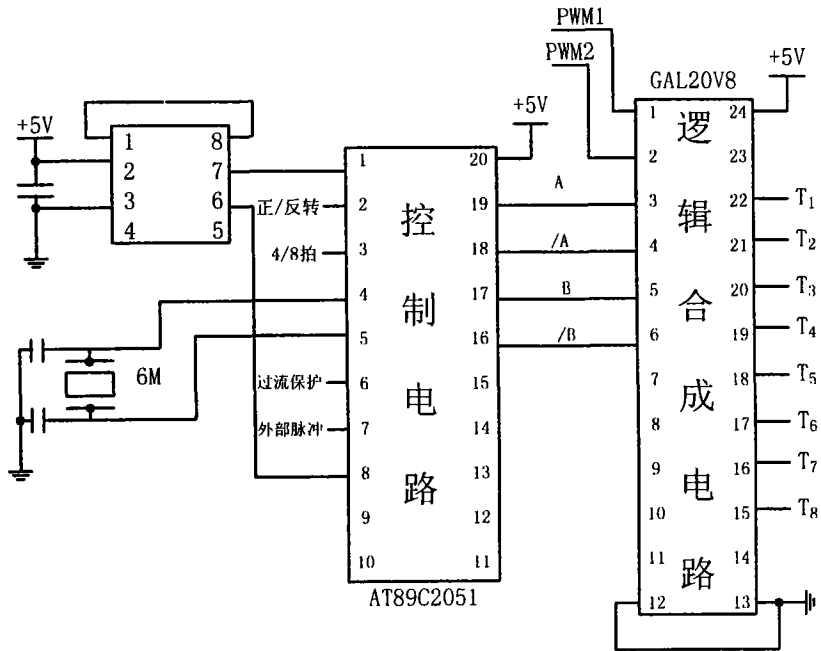 PWM1
PWM2
+5V
GAL20V8
+5V
+5V
1 8
2 7
3 6
4 5
正/反转
4/8拍
过流保护
外部脉冲
6M
1 20
2 19
3 18
4 17
5 16
6 15
7 14
8 13
9 12
10 11
控制电路
AT89C2051
A
/A
B
/B
1 24
2 23
3 22
4 21
5 20
6 19
7 18
8 17
9 16
10 15
11 14
12 13
逻辑合成电路
T1
T2
T3
T4
T5
T6
T7
T8